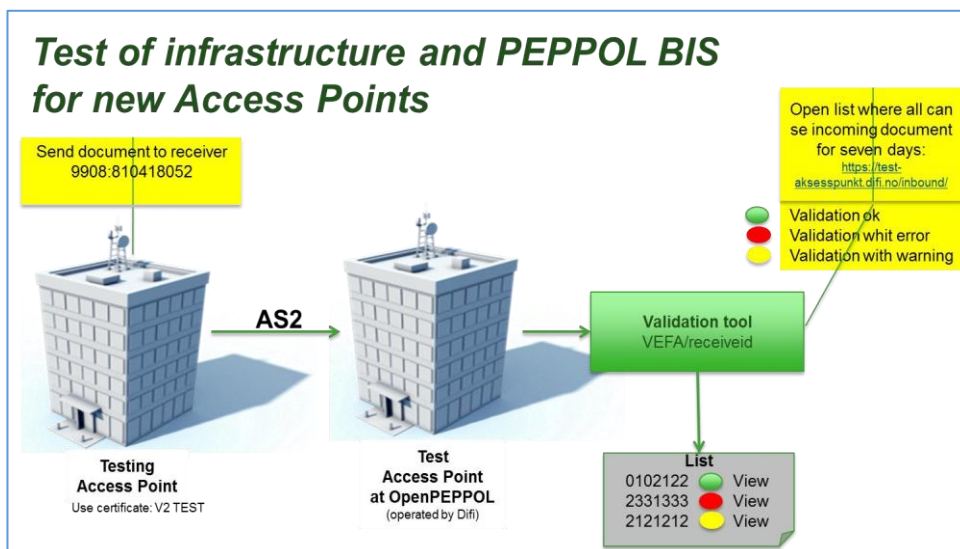 Test of infrastructure and PEPPOL BIS
for new Access Points
Send document to receiver
9908:810418052
Open list where all can
se incoming document
for seven days:
https://test-
aksesspunkt.difi.no/inbound/
Validation ok
Validation whit error
Validation with warning
AS2
Validation tool
VEFA/receiveid
Testing
Access Point
Use certificate: V2 TEST
Test
Access Point
at OpenPEPPOL
(operated by Difi)
List
0102122 View
2331333 View
2121212 View